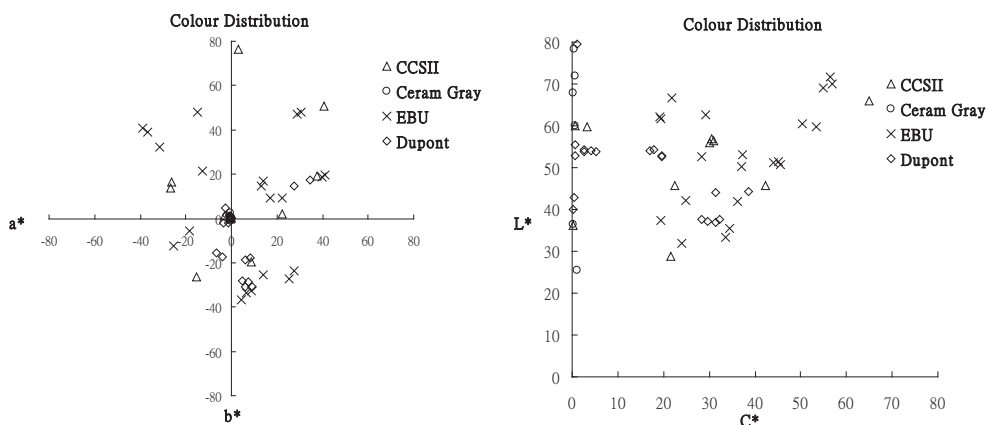 Colour Distribution
80
60
40
20
0
-20
-40
-60
-80
-80 -60 -40 -20 0 20 40 60 80
a*
b*
CCSII
Ceram Gray
EBU
Dupont
Colour Distribution
80
70
60
50
40
30
20
10
0
0 10 20 30 40 50 60 70 80
L*
C*
CCSII
Ceram Gray
EBU
Dupont